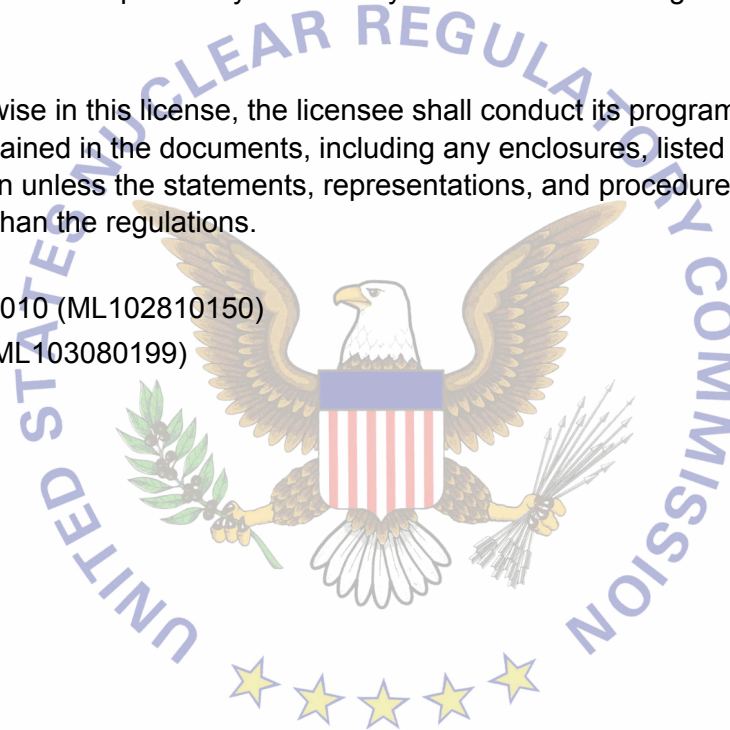 UNITED STATES NUCLEAR REGULATORY COMMISSION
wise in this license, the licensee shall conduct its program
ained in the documents, including any enclosures, listed
n unless the statements, representations, and procedure
han the regulations.
010 (ML102810150)
ML103080199)